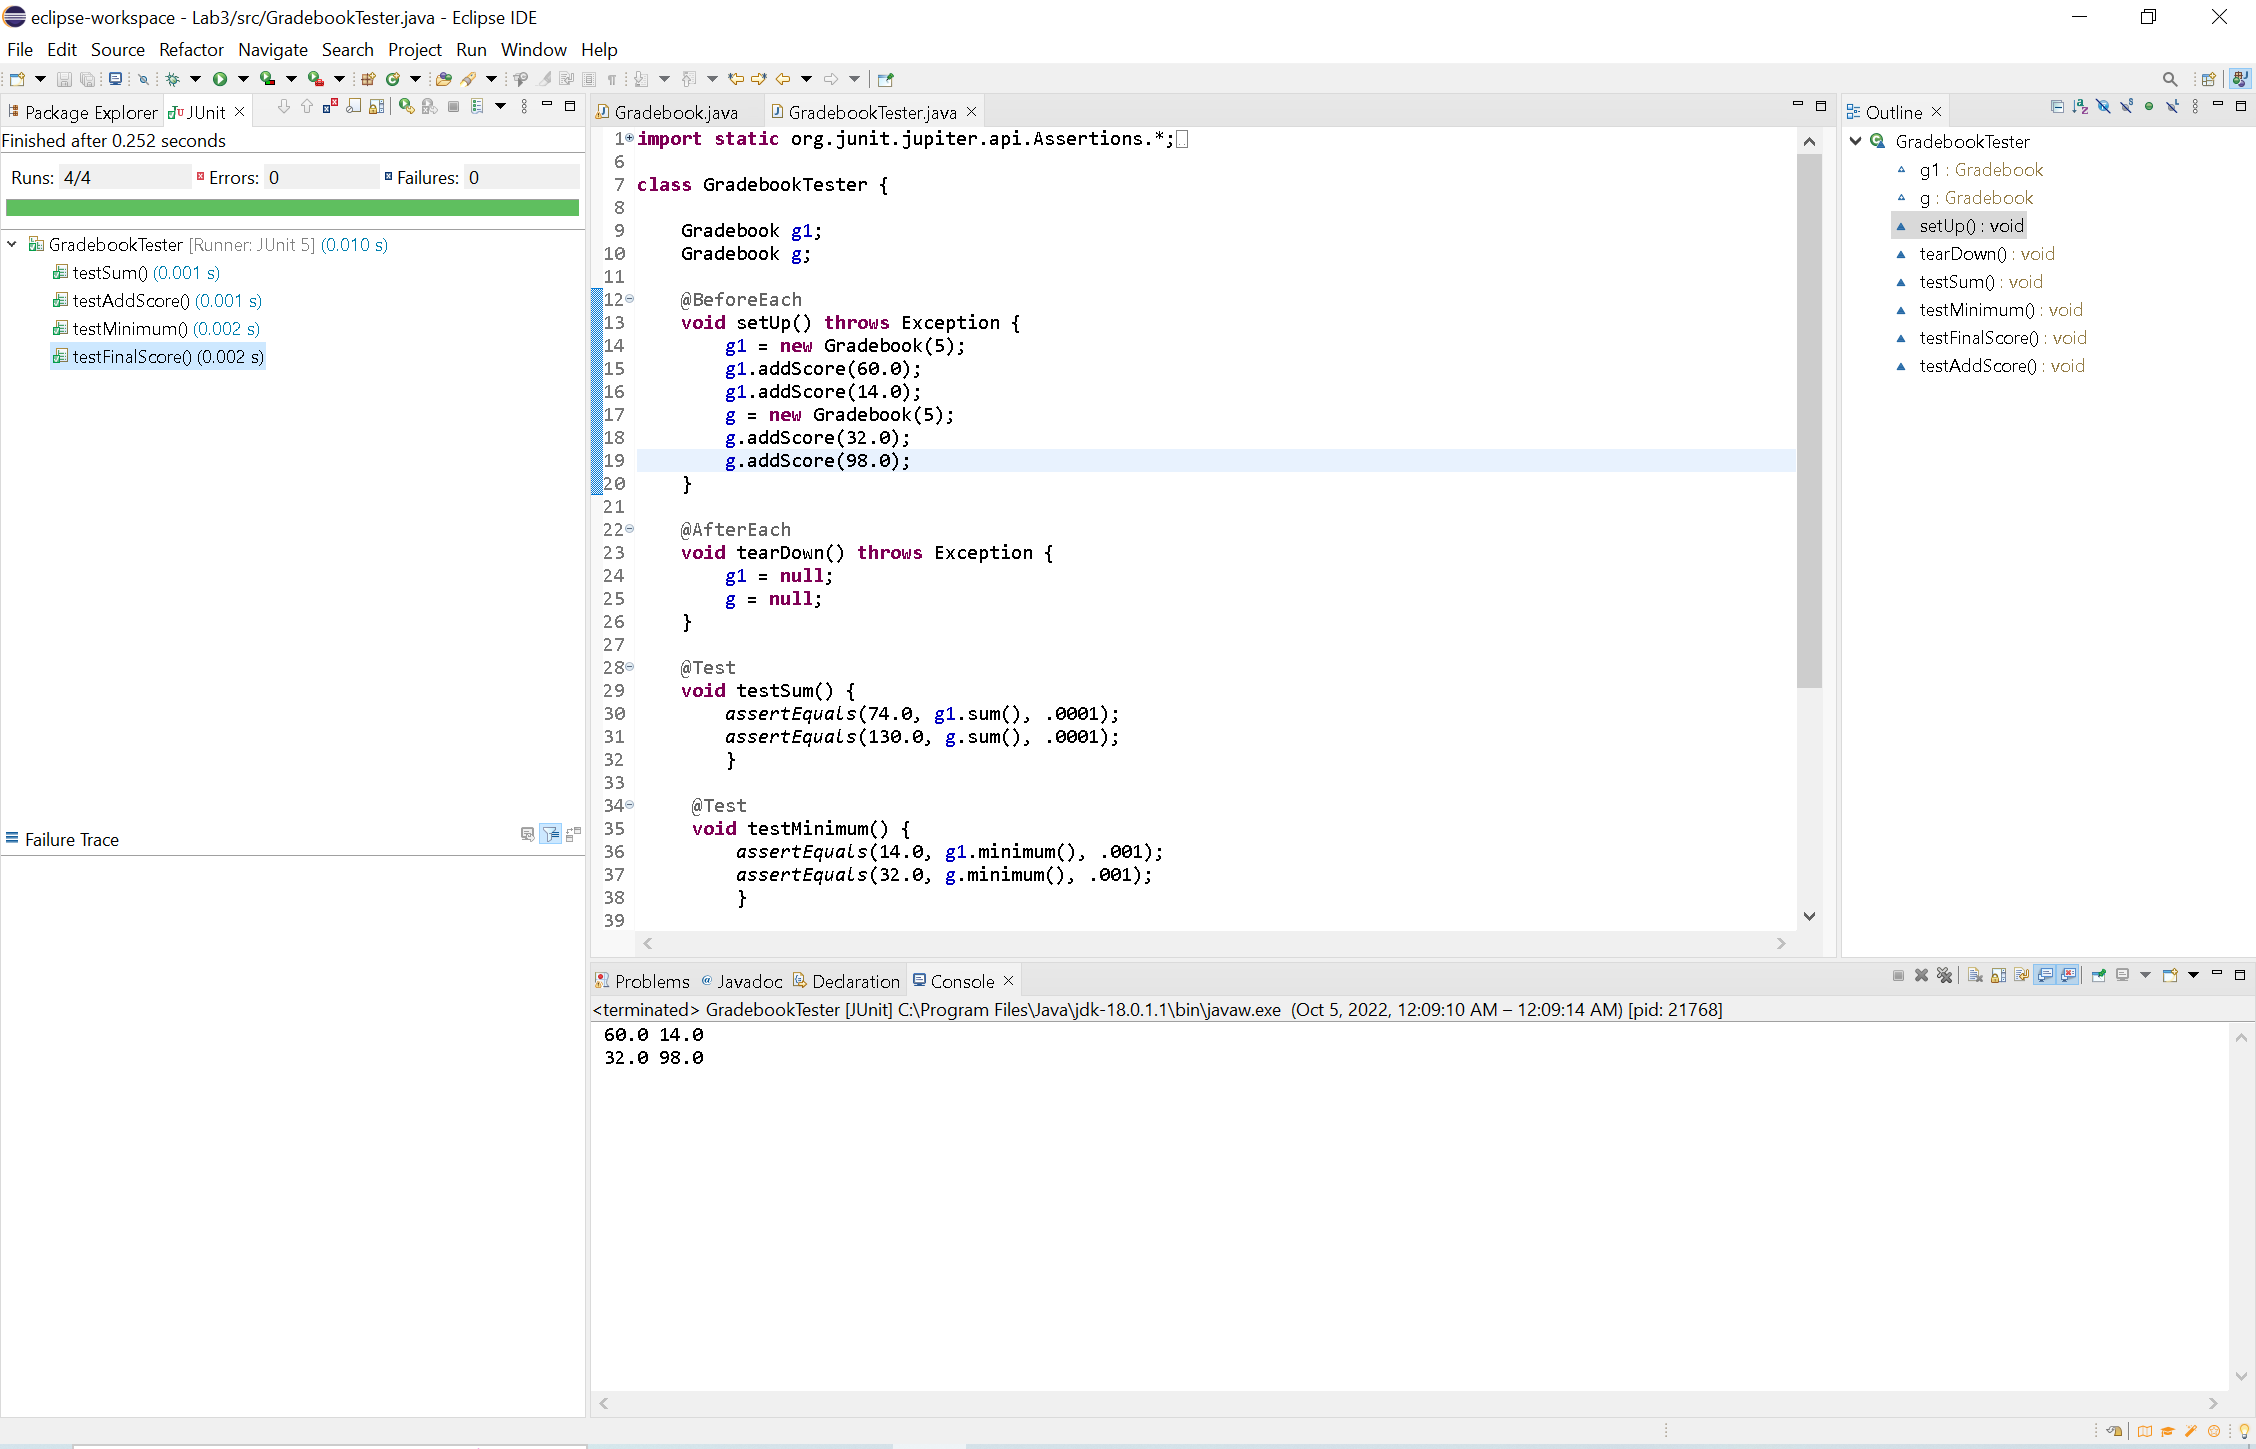 eclipse-workspace - Lab3/src/GradebookTester.java - Eclipse IDE
File Edit Source Refactor Navigate Search Project Run Window Help
Package Explorer JUnit
Finished after 0.252 seconds
Runs: 4/4 Errors: 0 Failures: 0
GradebookTester [Runner: JUnit 5] (0.010 s)
testSum() (0.001 s)
testAddScore() (0.001 s)
testMinimum() (0.002 s)
testFinalScore() (0.002 s)
Failure Trace
Gradebook.java GradebookTester.java
1 import static org.junit.jupiter.api.Assertions.*;
6
7 class GradebookTester {
8
9 Gradebook g1;
10 Gradebook g;
11
12 @BeforeEach
13 void setUp() throws Exception {
14 g1 = new Gradebook(5);
15 g1.addScore(60.0);
16 g1.addScore(14.0);
17 g = new Gradebook(5);
18 g.addScore(32.0);
19 g.addScore(98.0);
20 }
21
22 @AfterEach
23 void tearDown() throws Exception {
24 g1 = null;
25 g = null;
26 }
27
28 @Test
29 void testSum() {
30 assertEquals(74.0, g1.sum(), .0001);
31 assertEquals(130.0, g.sum(), .0001);
32 }
33
34 @Test
35 void testMinimum() {
36 assertEquals(14.0, g1.minimum(), .001);
37 assertEquals(32.0, g.minimum(), .001);
38 }
39
Outline
GradebookTester
g1 : Gradebook
g : Gradebook
setUp() : void
tearDown() : void
testSum() : void
testMinimum() : void
testFinalScore() : void
testAddScore() : void
Problems Javadoc Declaration Console
<terminated> GradebookTester [JUnit] C:\Program Files\Java\jdk-18.0.1.1\bin\javaw.exe (Oct 5, 2022, 12:09:10 AM – 12:09:14 AM) [pid: 21768]
60.0 14.0
32.0 98.0